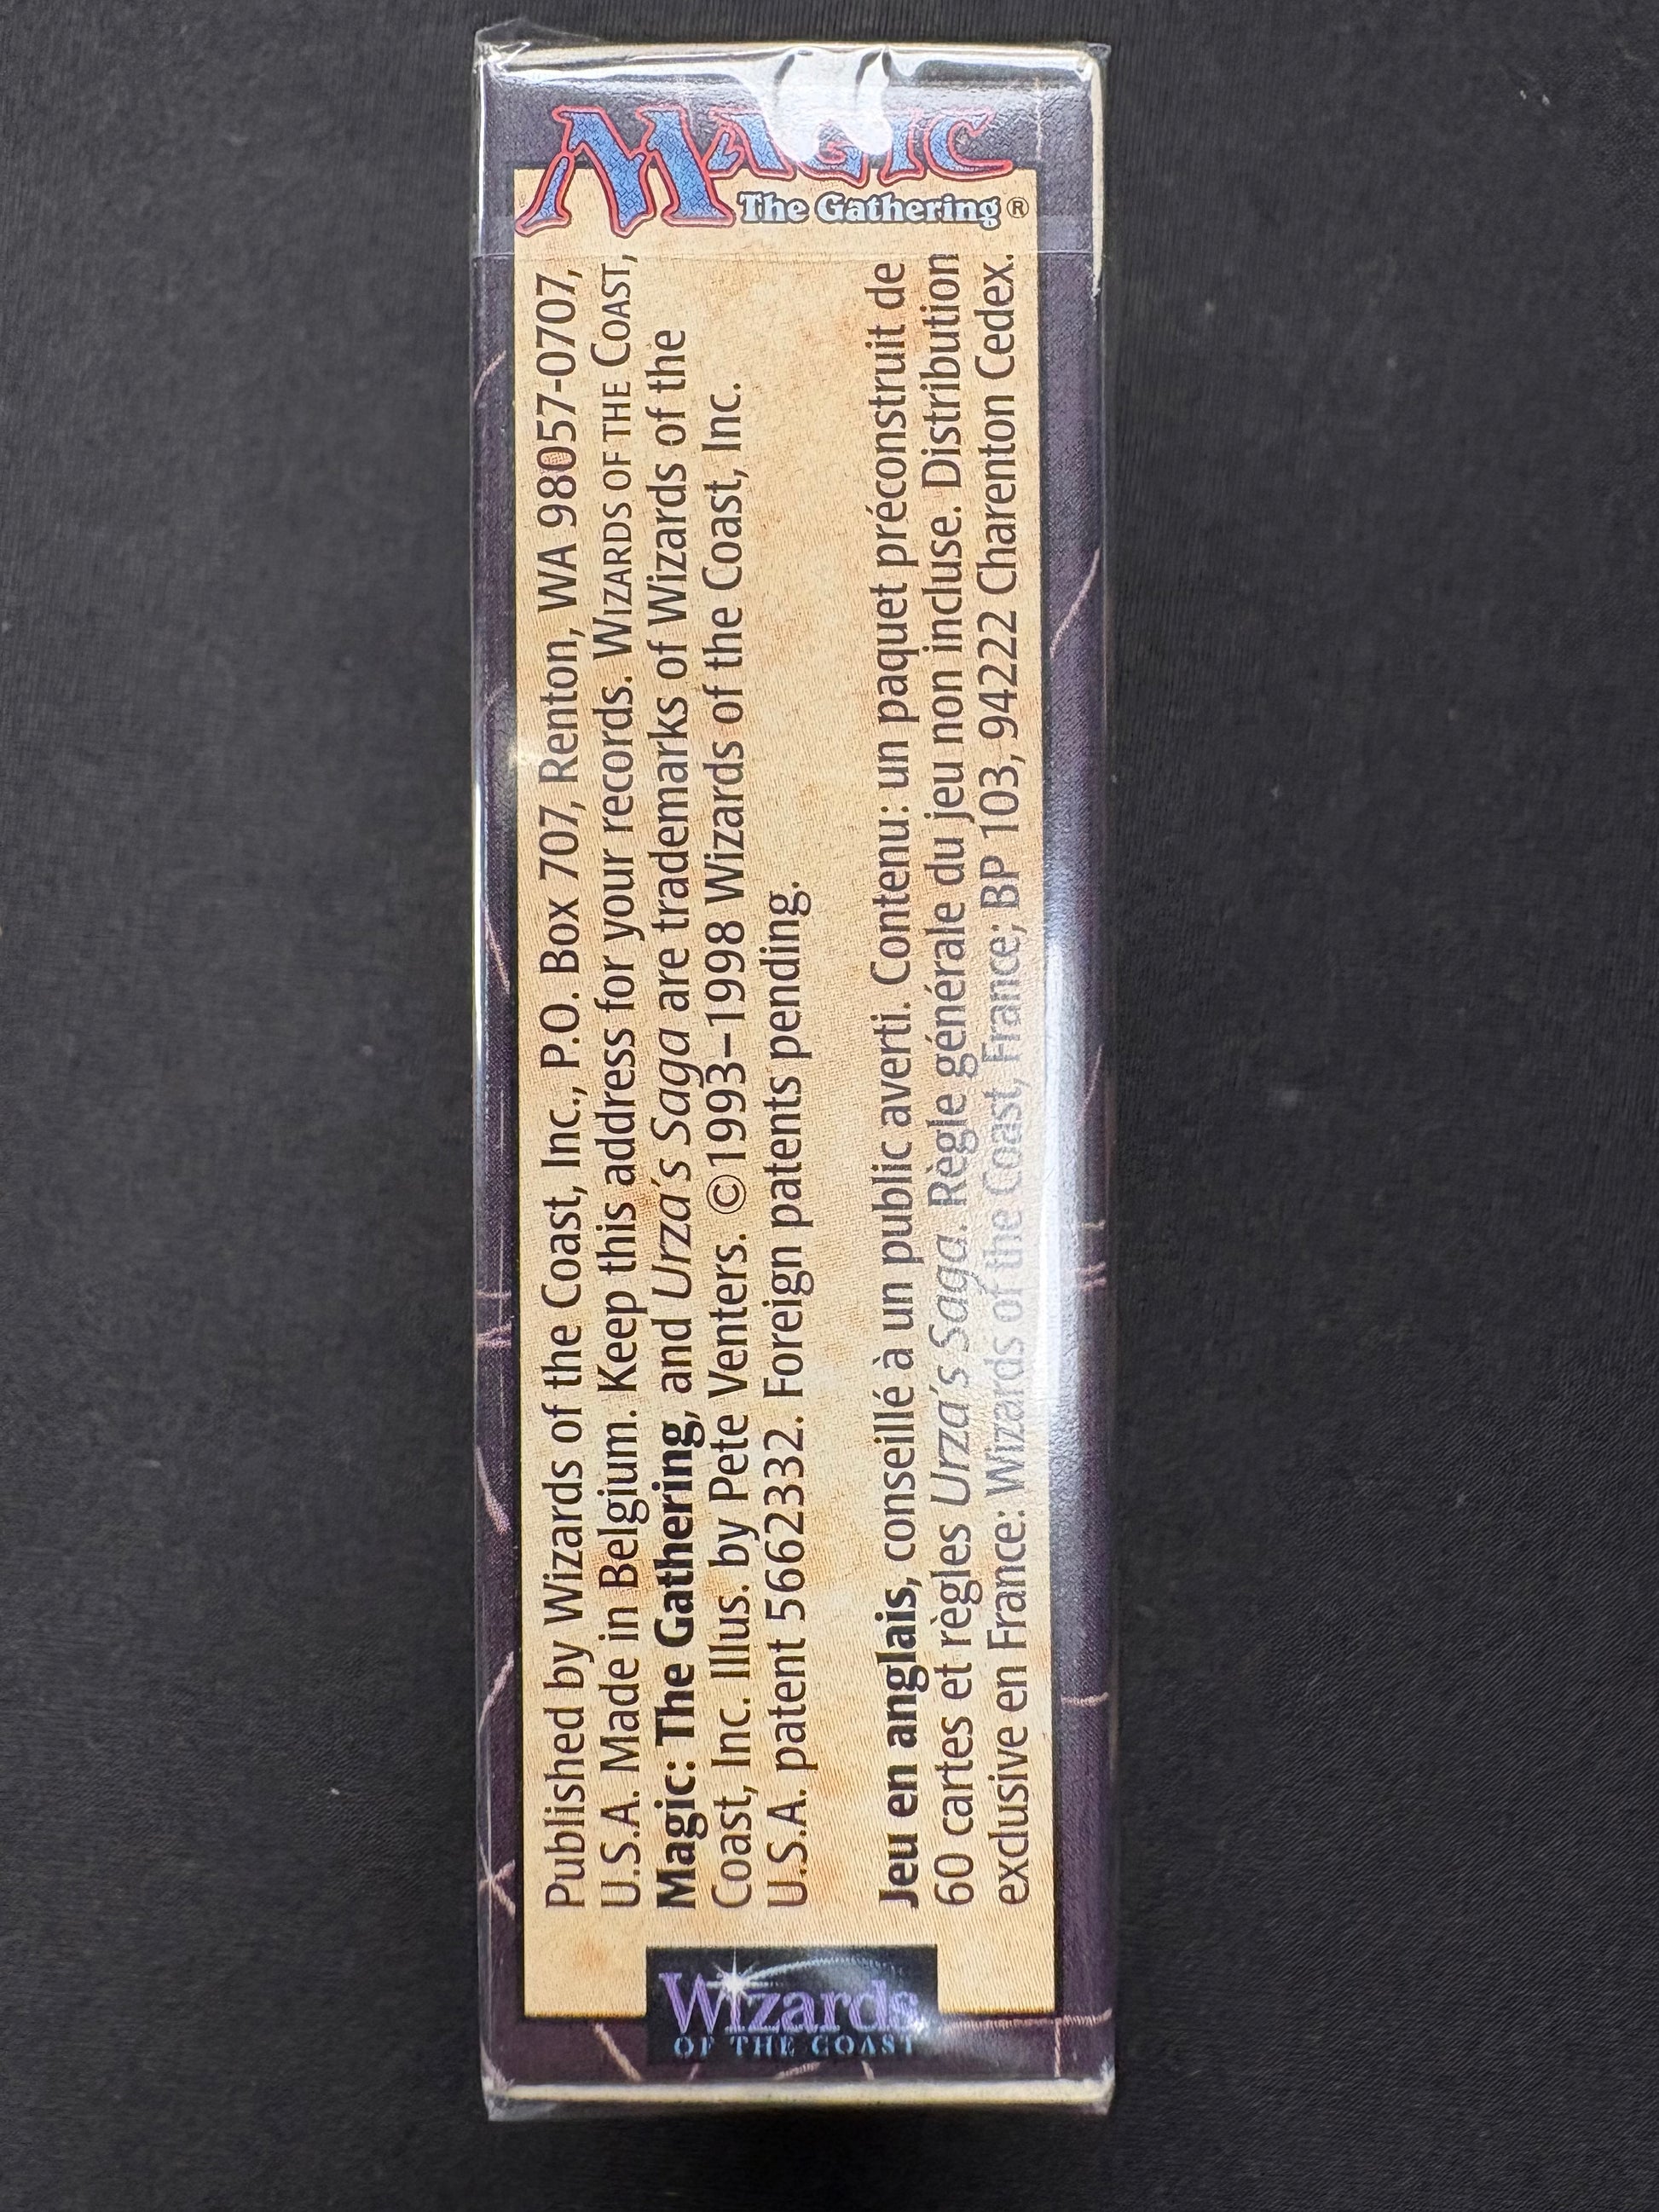 MAGIC
The Gathering®
Published by Wizards of the Coast, Inc., P.O. Box 707, Renton, WA 98057-0707,
U.S.A. Made in Belgium. Keep this address for your records. WIZARDS OF THE COAST,
Magic: The Gathering, and Urza's Saga are trademarks of Wizards of the
Coast, Inc. Illus. by Pete Venters. ©1993–1998 Wizards of the Coast, Inc.
U.S.A. patent 5662332. Foreign patents pending.
Jeu en anglais, conseillé à un public averti. Contenu: un paquet préconstruit de
60 cartes et règles Urza's Saga. Règle générale du jeu non incluse. Distribution
exclusive en France: Wizards of the Coast, France; BP 103, 94222 Charenton Cedex.
Wizards
OF THE COAST